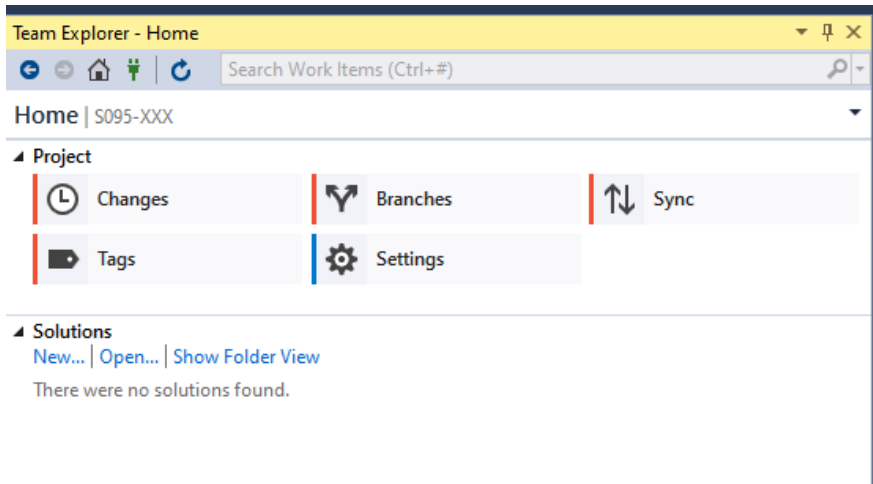 Team Explorer - Home
Search Work Items (Ctrl+#)
Home | S095-XXX
Project
Changes
Branches
Sync
Tags
Settings
Solutions
New... | Open... | Show Folder View
There were no solutions found.